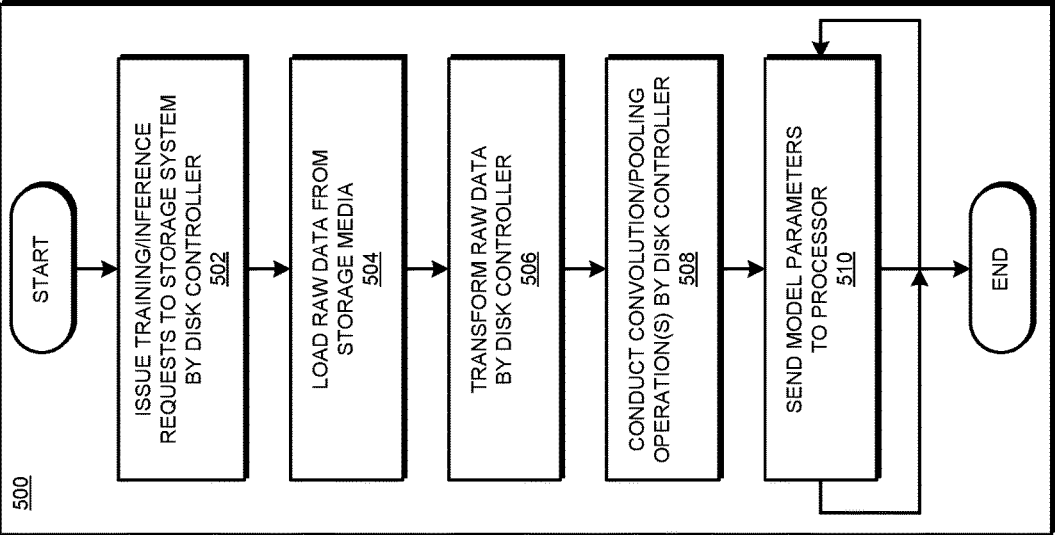 500
START
ISSUE TRAINING/INFERENCE
REQUESTS TO STORAGE SYSTEM
BY DISK CONTROLLER
502
LOAD RAW DATA FROM
STORAGE MEDIA
504
TRANSFORM RAW DATA
BY DISK CONTROLLER
506
CONDUCT CONVOLUTION/POOLING
OPERATION(S) BY DISK CONTROLLER
508
SEND MODEL PARAMETERS
TO PROCESSOR
510
END